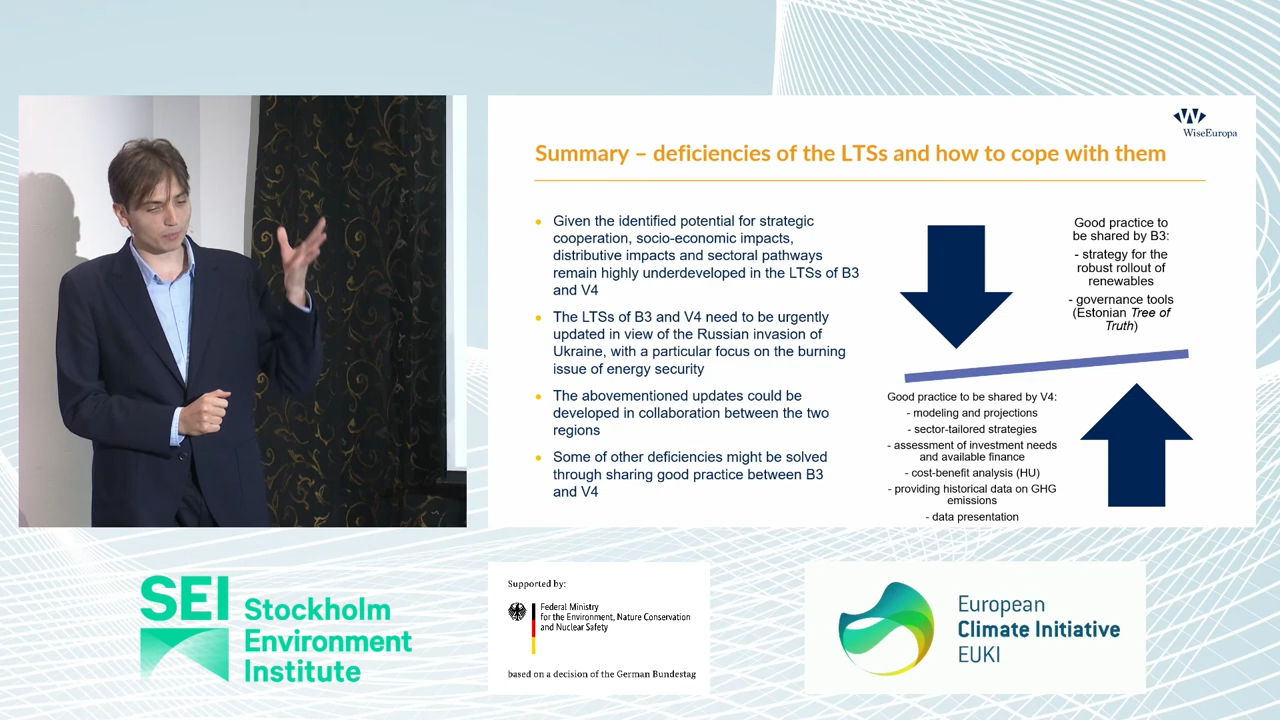 WiseEuropa
Summary – deficiencies of the LTSs and how to cope with them
Given the identified potential for strategic
cooperation, socio-economic impacts,
distributive impacts and sectoral pathways
remain highly underdeveloped in the LTSs of B3
and V4
The LTSs of B3 and V4 need to be urgently
updated in view of the Russian invasion of
Ukraine, with a particular focus on the burning
issue of energy security
The abovementioned updates could be
developed in collaboration between the two
regions
Some of other deficiencies might be solved
through sharing good practice between B3
and V4
Good practice to
be shared by B3:
- strategy for the
robust rollout of
renewables
- governance tools
(Estonian Tree of
Truth)
Good practice to be shared by V4:
- modeling and projections
- sector-tailored strategies
- assessment of investment needs
and available finance
- cost-benefit analysis (HU)
- providing historical data on GHG
emissions
- data presentation
SEI Stockholm
Environment
Institute
Supported by:
Federal Ministry
for the Environment, Nature Conservation
and Nuclear Safety
based on a decision of the German Bundestag
European
Climate Initiative
EUKI